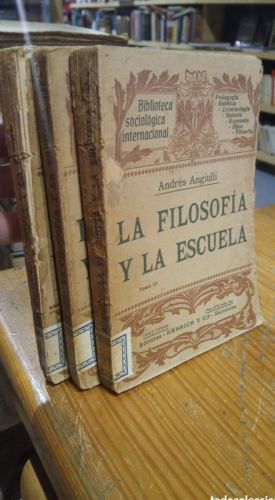 Biblioteca
sociológica
internacional
Pedagogía
- Estética
- Criminología
- Historia
- Economía
- Ética
- Filosofía
Andrés Angiulli
LA FILOSOFÍA
Y LA ESCUELA
Tomo III
Editores - HENRICH Y Cª - Barcelona